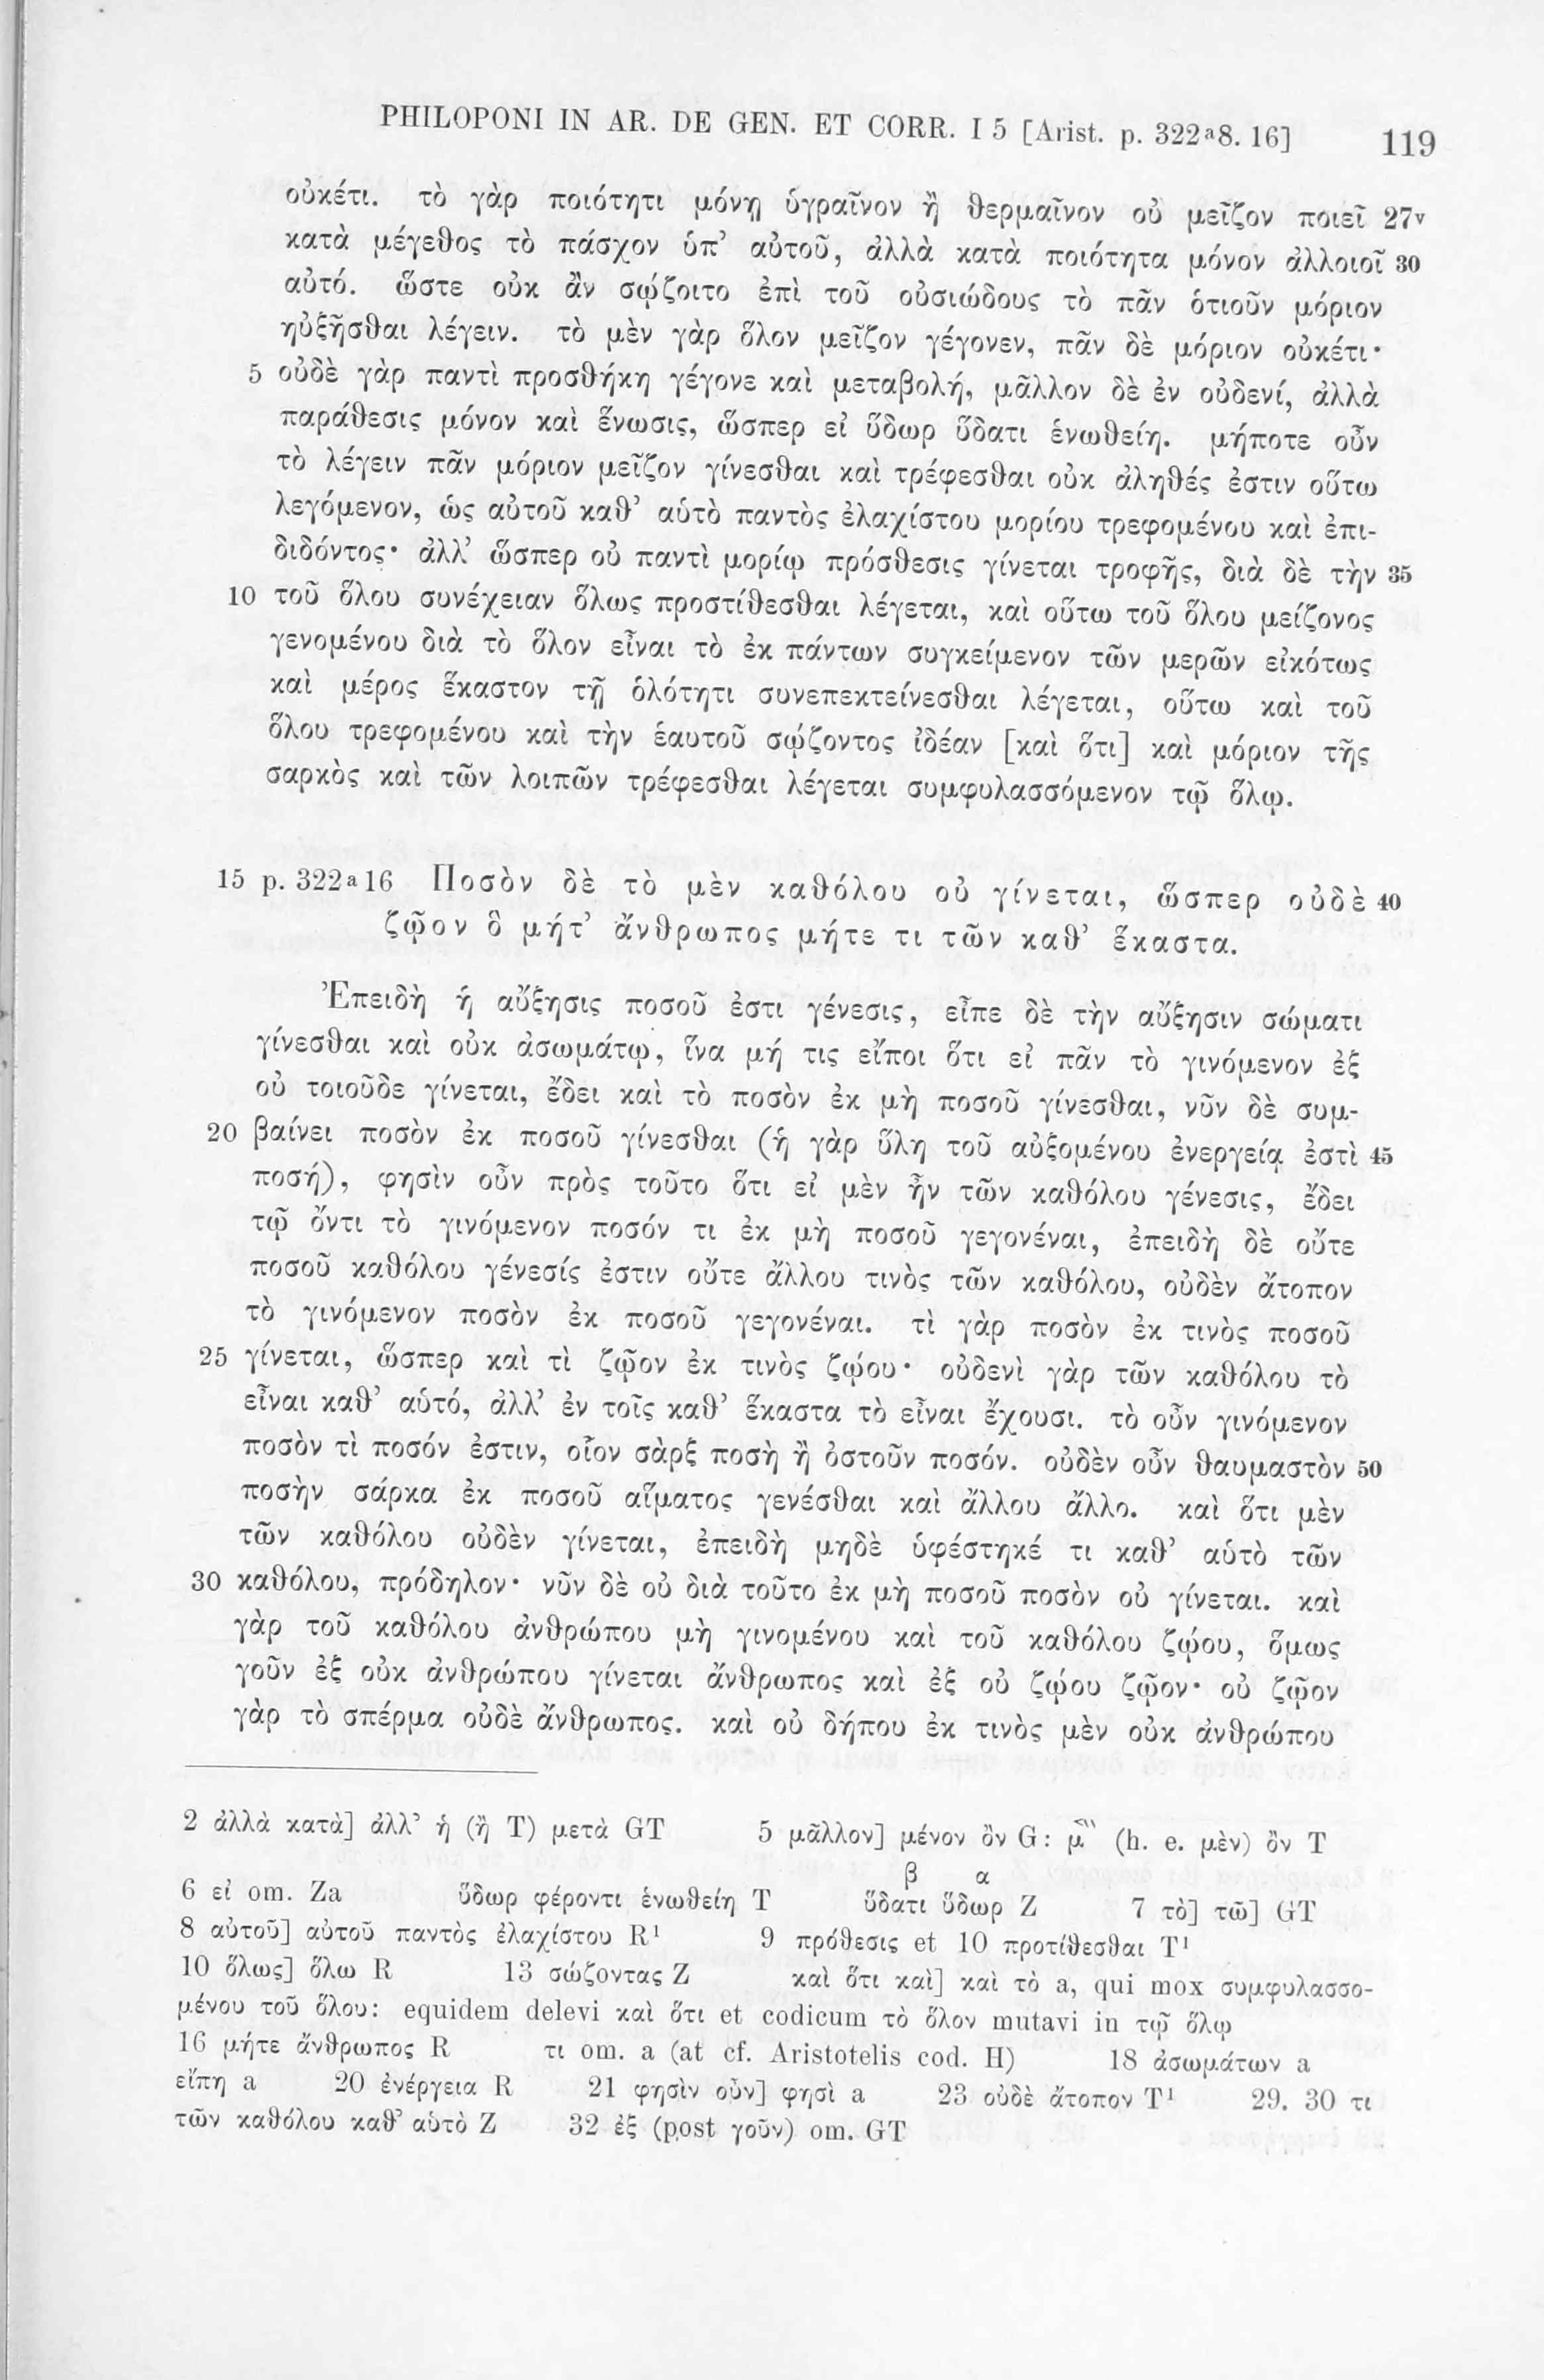 PHILOPONI IN AR. DE GEN. ET CORR. I 5 [Arist. p. 322ᵃ8. 16] 119
οὐκέτι. τὸ γὰρ ποιότητι μόνῃ ὑγραῖνον ἢ θερμαῖνον οὐ μεῖζον ποιεῖ 27ᵛ
κατὰ μέγεθος τὸ πάσχον ὑπ’ αὐτοῦ, ἀλλὰ κατὰ ποιότητα μόνον ἀλλοιοῖ 30
αὐτό. ὥστε οὐκ ἂν σῴζοιτο ἐπὶ τοῦ οὐσιώδους τὸ πᾶν ὁτιοῦν μόριον
ηὐξῆσθαι λέγειν. τὸ μὲν γὰρ ὅλον μεῖζον γέγονεν, πᾶν δὲ μόριον οὐκέτι·
5 οὐδὲ γὰρ παντὶ προσθήκη γέγονε καὶ μεταβολή, μᾶλλον δὲ ἐν οὐδενί, ἀλλὰ
παράθεσις μόνον καὶ ἕνωσις, ὥσπερ εἰ ὕδωρ ὕδατι ἑνωθείη. μήποτε οὖν
τὸ λέγειν πᾶν μόριον μεῖζον γίνεσθαι καὶ τρέφεσθαι οὐκ ἀληθές ἐστιν οὕτω
λεγόμενον, ὡς αὐτοῦ καθ’ αὑτὸ παντὸς ἐλαχίστου μορίου τρεφομένου καὶ ἐπι-
διδόντος· ἀλλ’ ὥσπερ οὐ παντὶ μορίῳ πρόσθεσις γίνεται τροφῆς, διὰ δὲ τὴν 35
10 τοῦ ὅλου συνέχειαν ὅλως προστίθεσθαι λέγεται, καὶ οὕτω τοῦ ὅλου μείζονος
γενομένου διὰ τὸ ὅλον εἶναι τὸ ἐκ πάντων συγκείμενον τῶν μερῶν εἰκότως
καὶ μέρος ἕκαστον τῇ ὁλότητι συνεπεκτείνεσθαι λέγεται, οὕτω καὶ τοῦ
ὅλου τρεφομένου καὶ τὴν ἑαυτοῦ σῴζοντος ἰδέαν [καὶ ὅτι] καὶ μόριον τῆς
σαρκὸς καὶ τῶν λοιπῶν τρέφεσθαι λέγεται συμφυλασσόμενον τῷ ὅλῳ.
15 p. 322ᵃ16 Ποσὸν δὲ τὸ μὲν καθόλου οὐ γίνεται, ὥσπερ οὐδὲ 40
ζῷον ὃ μήτ’ ἄνθρωπος μήτε τι τῶν καθ’ ἕκαστα.
Ἐπειδὴ ἡ αὔξησις ποσοῦ ἐστι γένεσις, εἶπε δὲ τὴν αὔξησιν σώματι
γίνεσθαι καὶ οὐκ ἀσωμάτῳ, ἵνα μή τις εἴποι ὅτι εἰ πᾶν τὸ γινόμενον ἐξ
οὐ τοιοῦδε γίνεται, ἔδει καὶ τὸ ποσὸν ἐκ μὴ ποσοῦ γίνεσθαι, νῦν δὲ συμ-
20 βαίνει ποσὸν ἐκ ποσοῦ γίνεσθαι (ἡ γὰρ ὕλη τοῦ αὐξομένου ἐνεργείᾳ ἐστὶ 45
ποσή), φησὶν οὖν πρὸς τοῦτο ὅτι εἰ μὲν ἦν τῶν καθόλου γένεσις, ἔδει
τῷ ὄντι τὸ γινόμενον ποσόν τι ἐκ μὴ ποσοῦ γεγονέναι, ἐπειδὴ δὲ οὔτε
ποσοῦ καθόλου γένεσίς ἐστιν οὔτε ἄλλου τινὸς τῶν καθόλου, οὐδὲν ἄτοπον
τὸ γινόμενον ποσὸν ἐκ ποσοῦ γεγονέναι. τὶ γὰρ ποσὸν ἐκ τινὸς ποσοῦ
25 γίνεται, ὥσπερ καὶ τὶ ζῷον ἐκ τινὸς ζῴου· οὐδενὶ γὰρ τῶν καθόλου τὸ
εἶναι καθ’ αὑτό, ἀλλ’ ἐν τοῖς καθ’ ἕκαστα τὸ εἶναι ἔχουσι. τὸ οὖν γινόμενον
ποσὸν τὶ ποσόν ἐστιν, οἷον σὰρξ ποσὴ ἢ ὀστοῦν ποσόν. οὐδὲν οὖν θαυμαστὸν 50
ποσὴν σάρκα ἐκ ποσοῦ αἵματος γενέσθαι καὶ ἄλλου ἄλλο. καὶ ὅτι μὲν
τῶν καθόλου οὐδὲν γίνεται, ἐπειδὴ μηδὲ ὑφέστηκέ τι καθ’ αὑτὸ τῶν
30 καθόλου, πρόδηλον· νῦν δὲ οὐ διὰ τοῦτο ἐκ μὴ ποσοῦ ποσὸν οὐ γίνεται. καὶ
γὰρ τοῦ καθόλου ἀνθρώπου μὴ γινομένου καὶ τοῦ καθόλου ζῴου, ὅμως
γοῦν ἐξ οὐκ ἀνθρώπου γίνεται ἄνθρωπος καὶ ἐξ οὐ ζῴου ζῷον· οὐ ζῷον
γὰρ τὸ σπέρμα οὐδὲ ἄνθρωπος. καὶ οὐ δήπου ἐκ τινὸς μὲν οὐκ ἀνθρώπου
2 ἀλλὰ κατὰ] ἀλλ’ ἡ (ἢ T) μετὰ GT 5 μᾶλλον] μένον ὂν G: μ (h. e. μὲν) ὂν T
β α
6 εἰ om. Za ὕδωρ φέροντι ἑνωθείη T ὕδατι ὕδωρ Z 7 τὸ] τῶ] GT
8 αὐτοῦ] αὐτοῦ παντὸς ἐλαχίστου R¹ 9 πρόθεσις et 10 προτίθεσθαι T¹
10 ὅλως] ὅλω R 13 σώζοντας Z καὶ ὅτι καὶ] καὶ τὸ a, qui mox συμφυλασσο-
μένου τοῦ ὅλου: equidem delevi καὶ ὅτι et codicum τὸ ὅλον mutavi in τῷ ὅλῳ
16 μήτε ἄνθρωπος R τι om. a (at cf. Aristotelis cod. H) 18 ἀσωμάτων a
εἴπη a 20 ἐνέργεια R 21 φησὶν οὖν] φησὶ a 23 οὐδὲ ἄτοπον T¹ 29. 30 τι
τῶν καθόλου καθ’ αὑτὸ Z 32 ἐξ (post γοῦν) om. GT